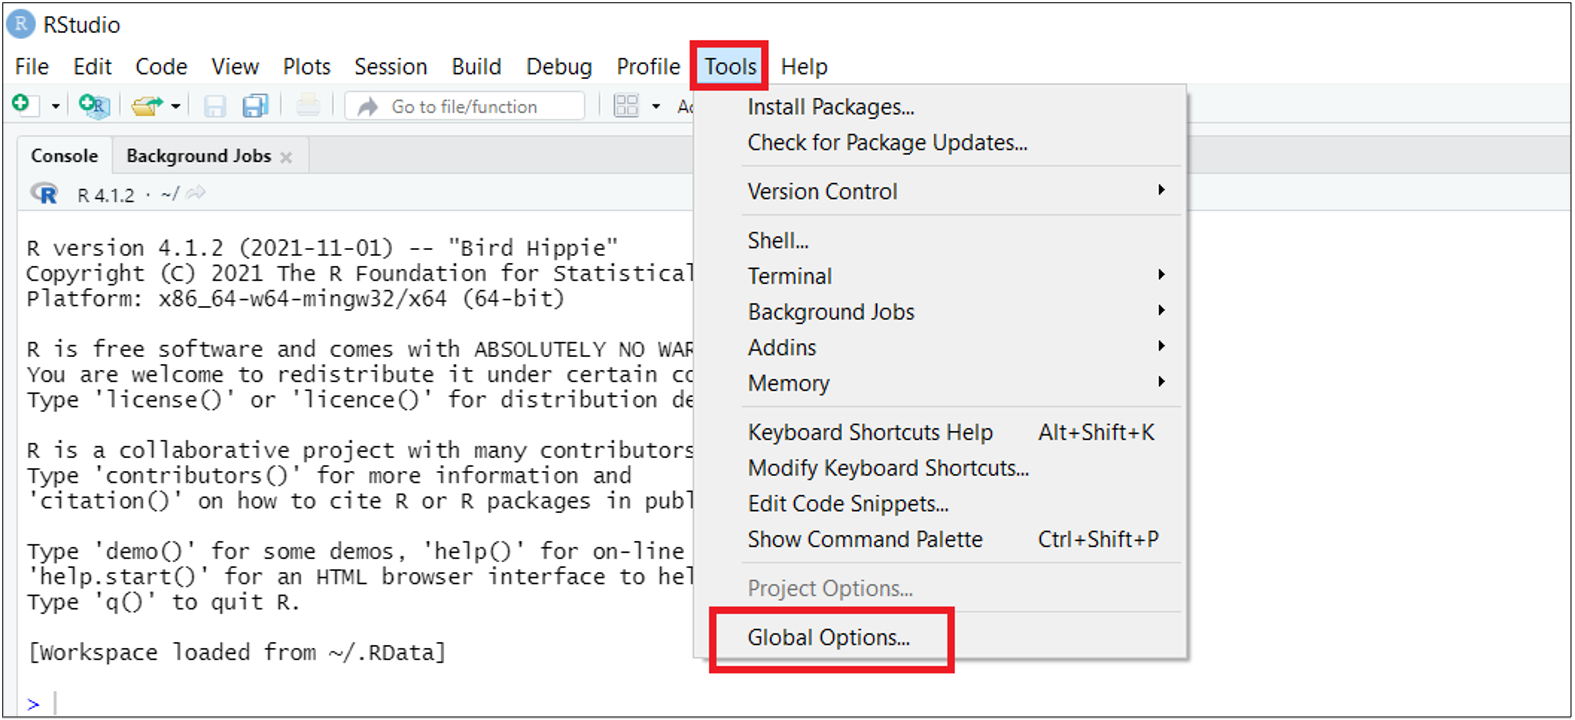 R RStudio
File Edit Code View Plots Session Build Debug Profile Tools Help
Go to file/function
Console Background Jobs
R R 4.1.2 · ~/
R version 4.1.2 (2021-11-01) -- "Bird Hippie"
Copyright (C) 2021 The R Foundation for Statistical
Platform: x86_64-w64-mingw32/x64 (64-bit)
R is free software and comes with ABSOLUTELY NO WAR
You are welcome to redistribute it under certain co
Type 'license()' or 'licence()' for distribution de
R is a collaborative project with many contributors
Type 'contributors()' for more information and
'citation()' on how to cite R or R packages in publ
Type 'demo()' for some demos, 'help()' for on-line
'help.start()' for an HTML browser interface to hel
Type 'q()' to quit R.
[Workspace loaded from ~/.RData]
>
Install Packages...
Check for Package Updates...
Version Control
Shell...
Terminal
Background Jobs
Addins
Memory
Keyboard Shortcuts Help Alt+Shift+K
Modify Keyboard Shortcuts...
Edit Code Snippets...
Show Command Palette Ctrl+Shift+P
Project Options...
Global Options...